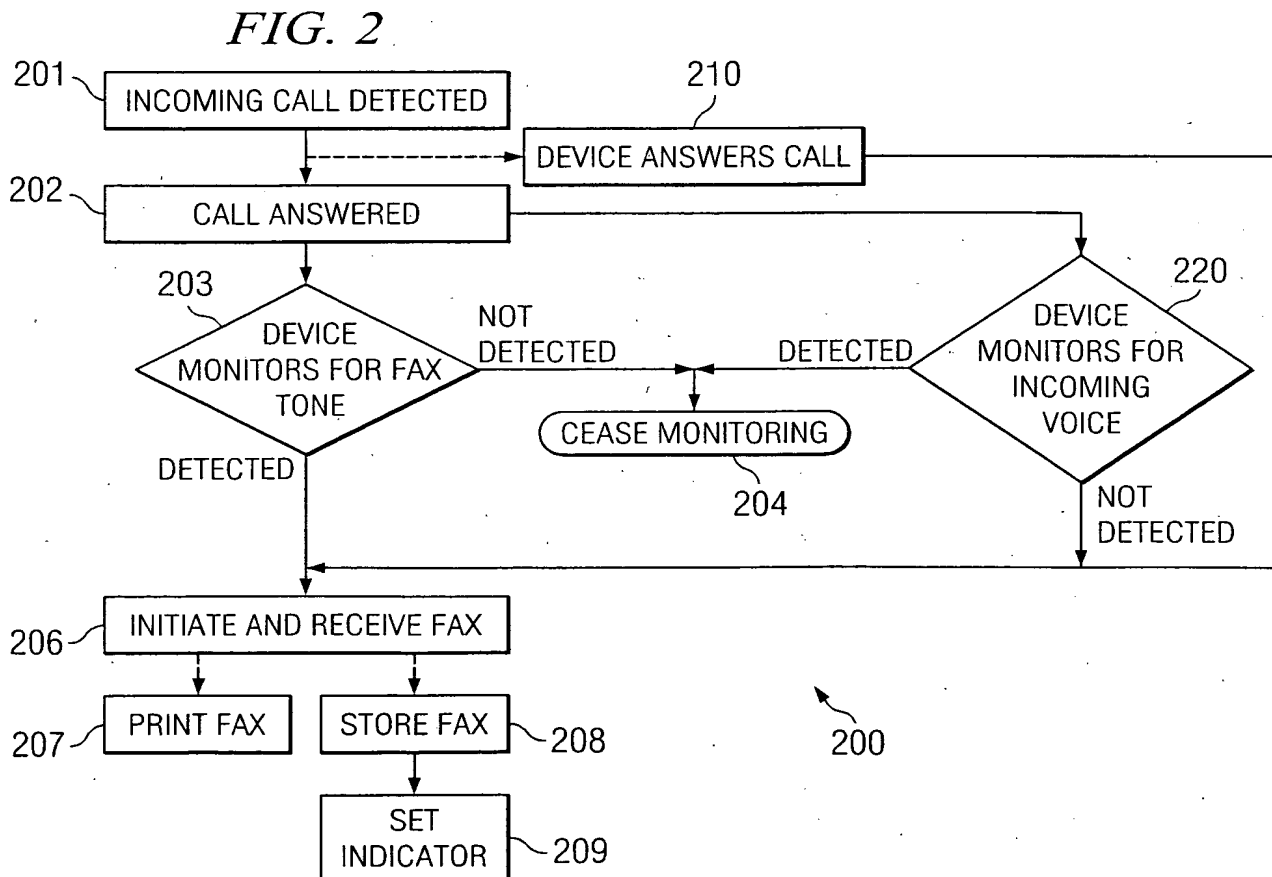 FIG. 2
201
INCOMING CALL DETECTED
210
DEVICE ANSWERS CALL
202
CALL ANSWERED
203
DEVICE
MONITORS FOR FAX
TONE
NOT
DETECTED
DETECTED
220
DEVICE
MONITORS FOR
INCOMING
VOICE
CEASE MONITORING
204
DETECTED
NOT
DETECTED
206
INITIATE AND RECEIVE FAX
207
PRINT FAX
STORE FAX
208
200
SET
INDICATOR
209